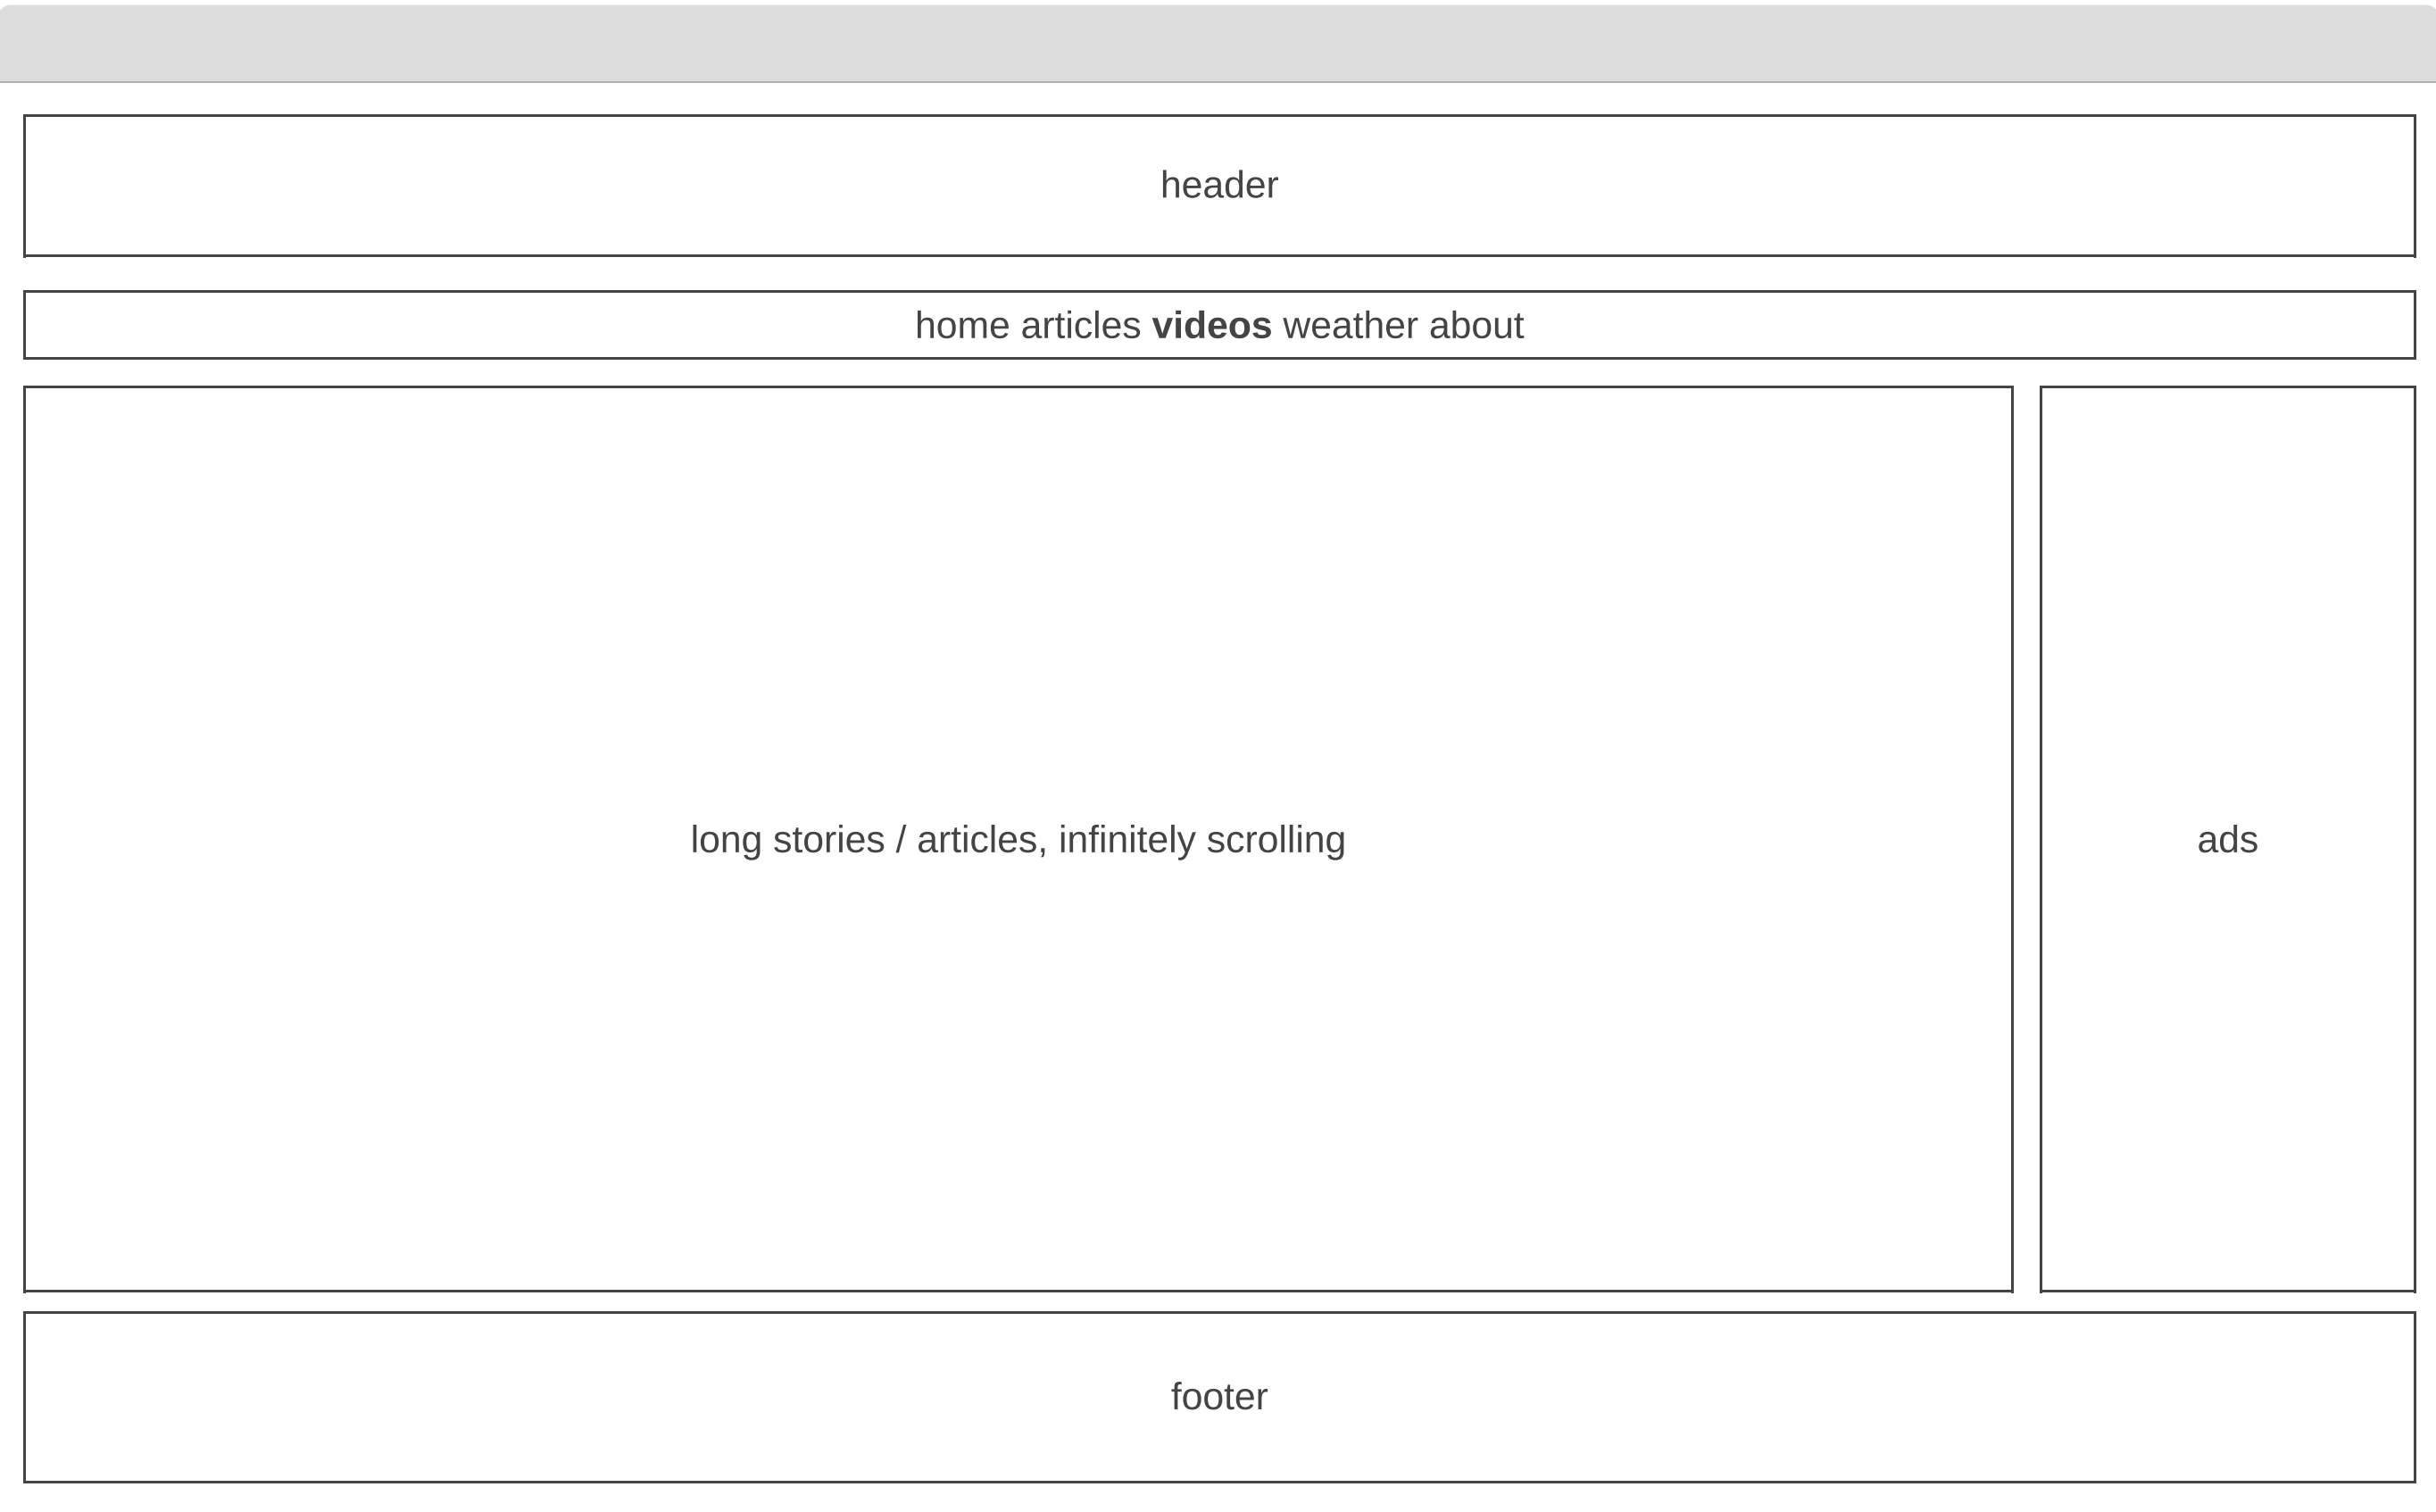 header
home articles videos weather about
long stories / articles, infinitely scrolling
ads
footer